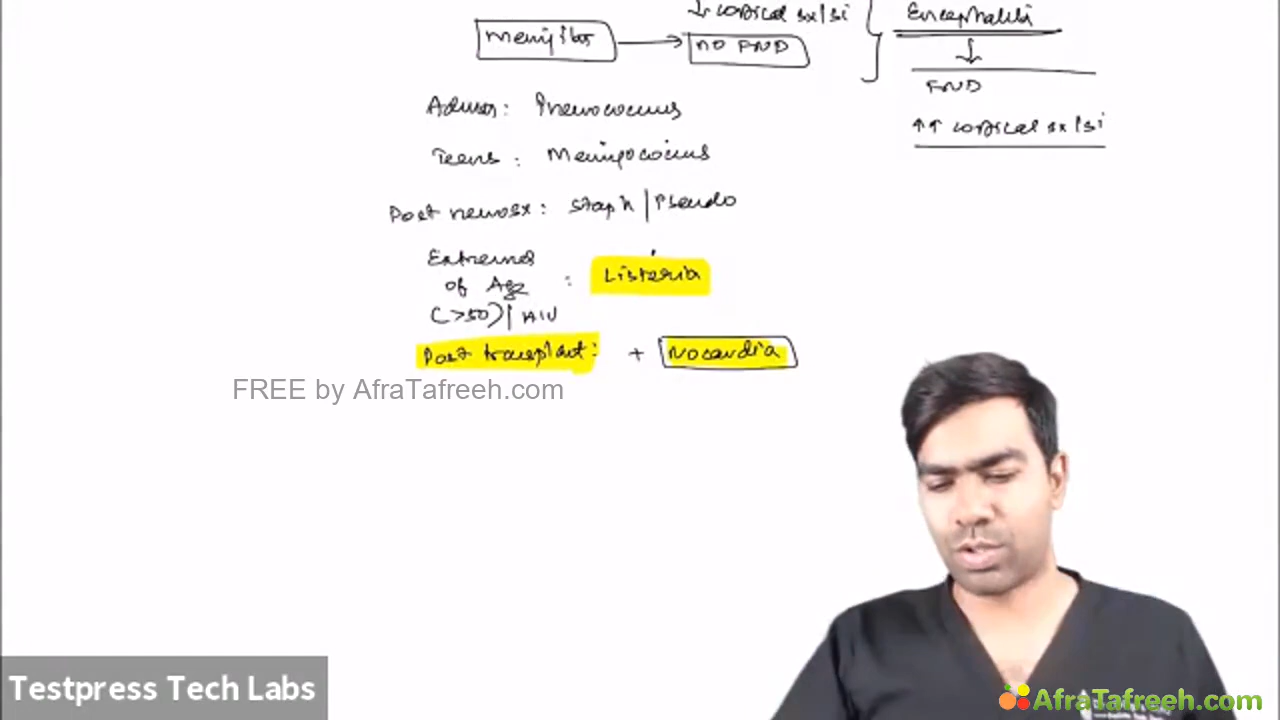 ↓ cortical sx/si
Meningitis → no FND
Encephalitis
↓
FND
↑↑ cortical sx/si
Adults: Pneumococcus
Teens: Meningococcus
Post neurosx: Staph | Pseudo
Extremes
of Age : Listeria
(>50) | HIV
Post transplant: + Nocardia
FREE by AfraTafreeh.com
Testpress Tech Labs
AfraTafreeh.com